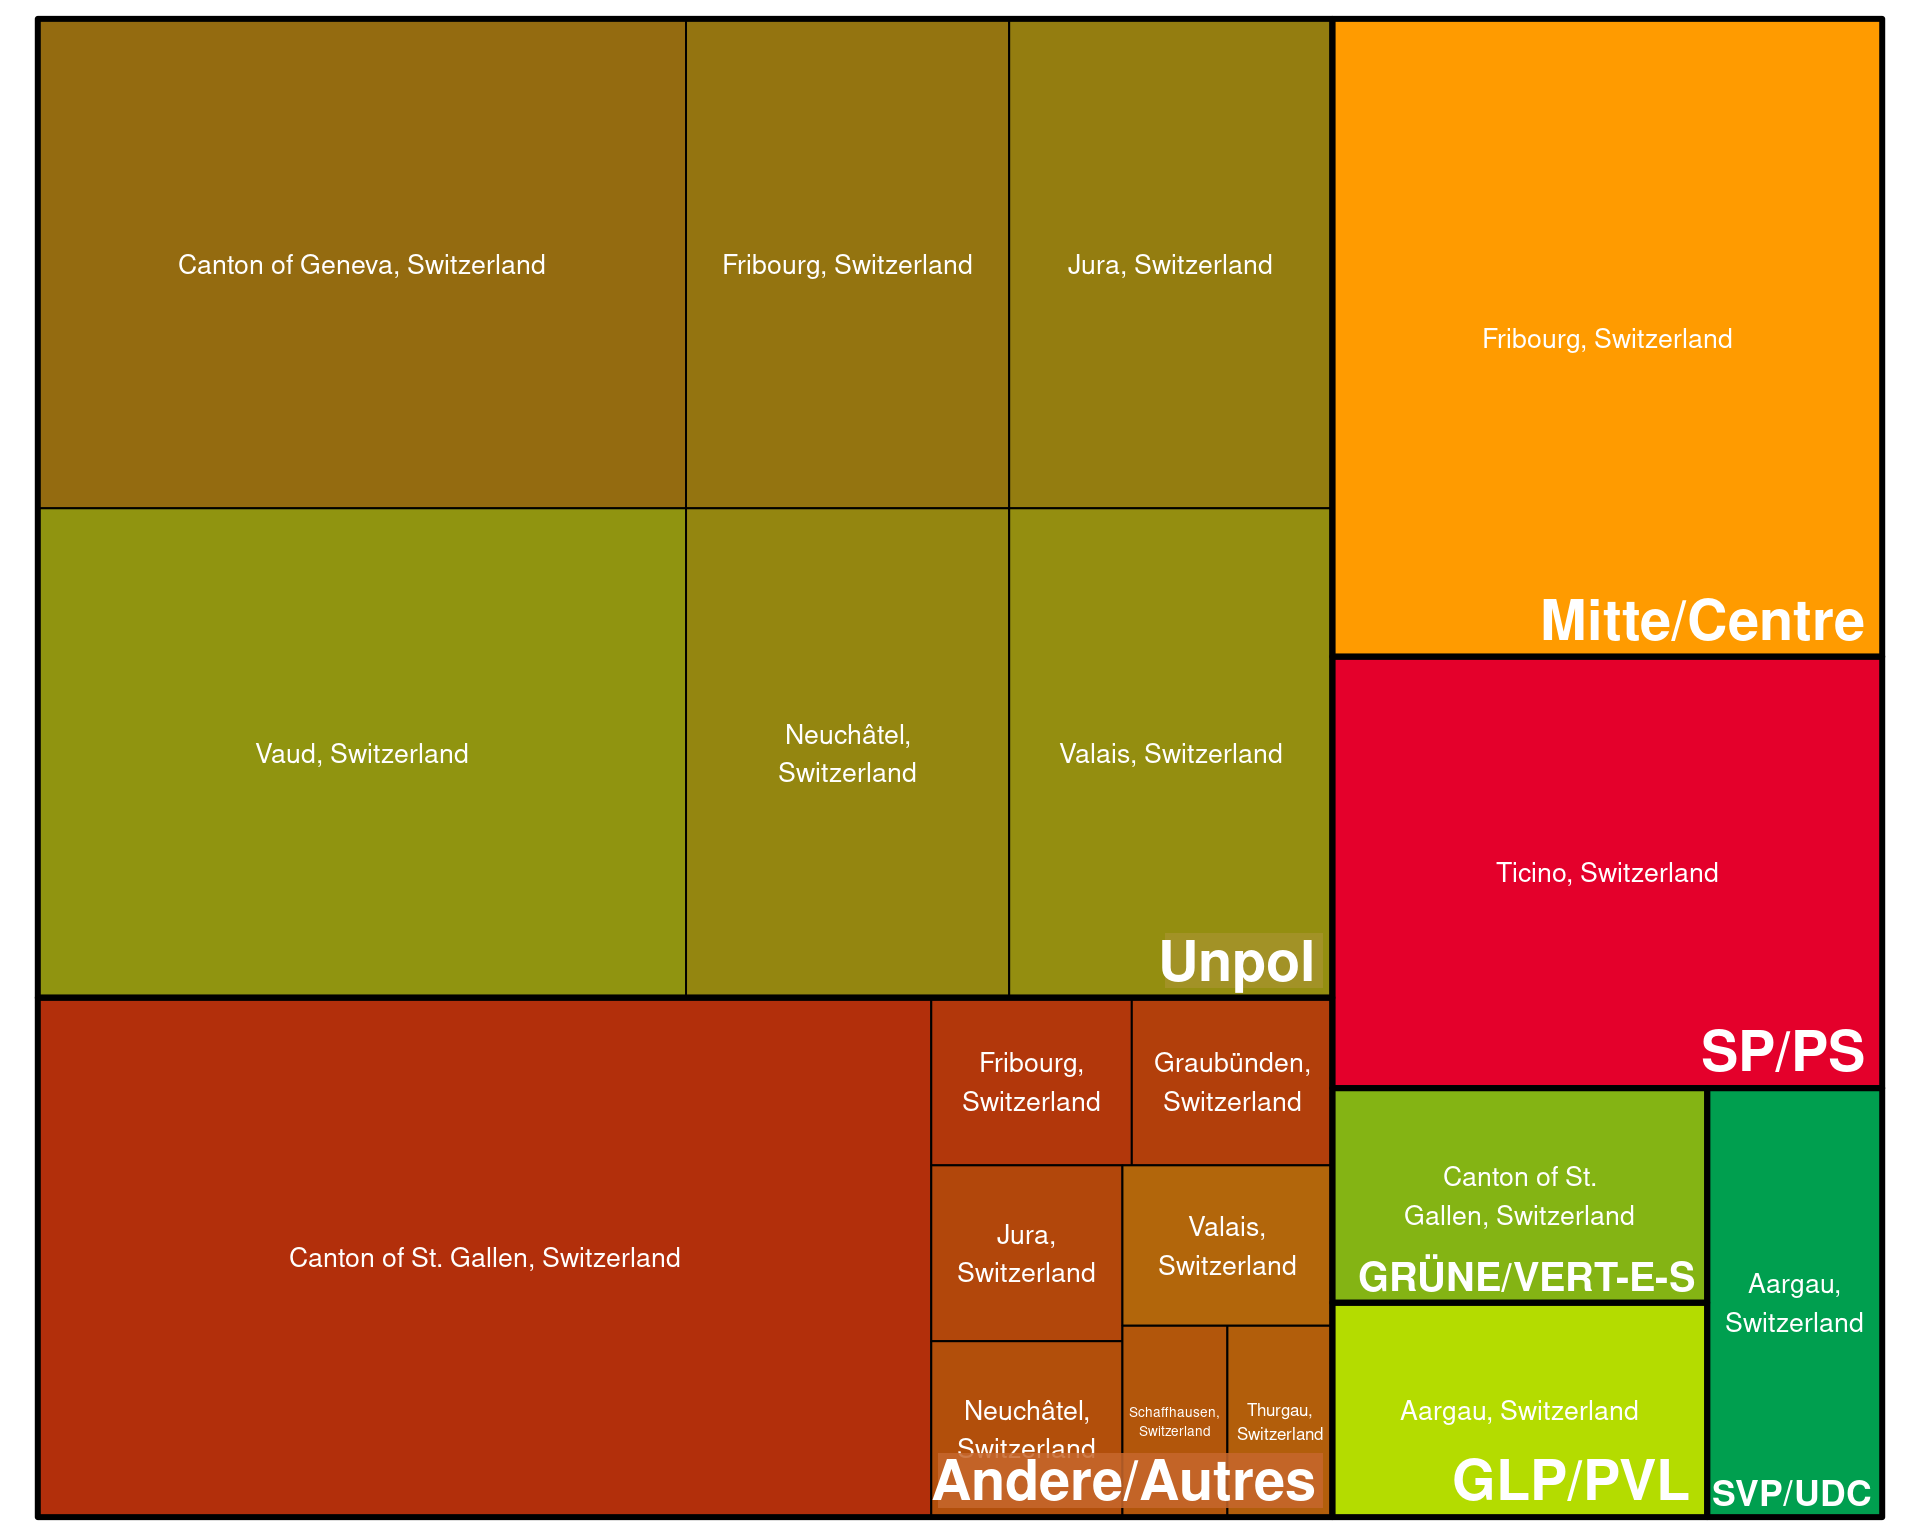 Canton of Geneva, Switzerland
Fribourg, Switzerland
Jura, Switzerland
Vaud, Switzerland
Neuchâtel,
Switzerland
Valais, Switzerland
Unpol
Fribourg, Switzerland
Mitte/Centre
Ticino, Switzerland
SP/PS
Canton of St. Gallen, Switzerland
Fribourg,
Switzerland
Graubünden,
Switzerland
Jura,
Switzerland
Valais,
Switzerland
Neuchâtel,
Switzerland
Schaffhausen,
Switzerland
Thurgau,
Switzerland
Andere/Autres
Canton of St.
Gallen, Switzerland
GRÜNE/VERT-E-S
Aargau, Switzerland
GLP/PVL
Aargau,
Switzerland
SVP/UDC